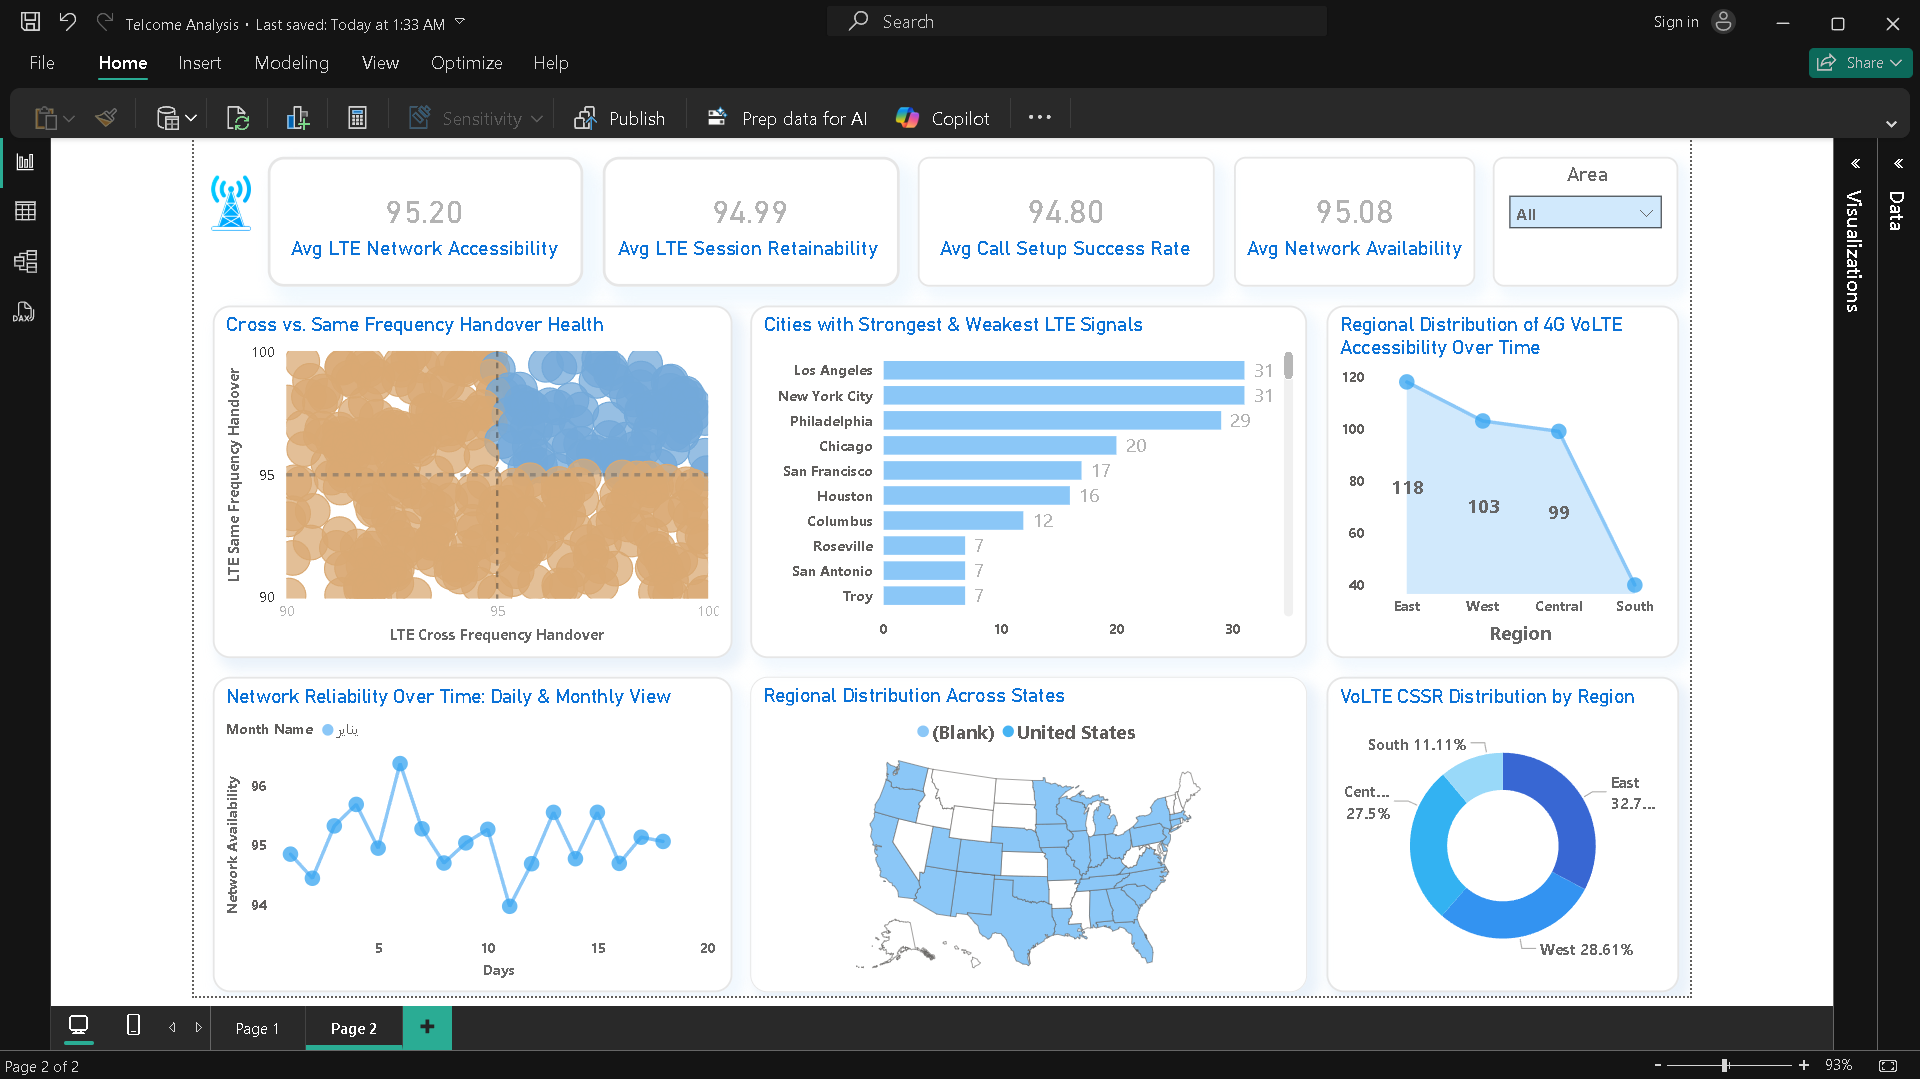 Telcome Analysis • Last saved: Today at 1:33 AM
Search
Sign in
File Home Insert Modeling View Optimize Help
Share
Sensitivity
Publish
Prep data for AI
Copilot
95.20
Avg LTE Network Accessibility
94.99
Avg LTE Session Retainability
94.80
Avg Call Setup Success Rate
95.08
Avg Network Availability
Area
All
Visualizations
Data
DAX
Cross vs. Same Frequency Handover Health
LTE Same Frequency Handover
100
95
90
90 95 100
LTE Cross Frequency Handover
Cities with Strongest & Weakest LTE Signals
Los Angeles 31
New York City 31
Philadelphia 29
Chicago 20
San Francisco 17
Houston 16
Columbus 12
Roseville 7
San Antonio 7
Troy 7
0 10 20 30
Regional Distribution of 4G VoLTE
Accessibility Over Time
120
100
80
60
40
118
103
99
East West Central South
Region
Network Reliability Over Time: Daily & Monthly View
Month Name يناير
Network Availability
96
95
94
5 10 15 20
Days
Regional Distribution Across States
(Blank) United States
VoLTE CSSR Distribution by Region
South 11.11%
East
32.7...
Cent...
27.5%
West 28.61%
Page 1
Page 2
+
Page 2 of 2
- + 93%